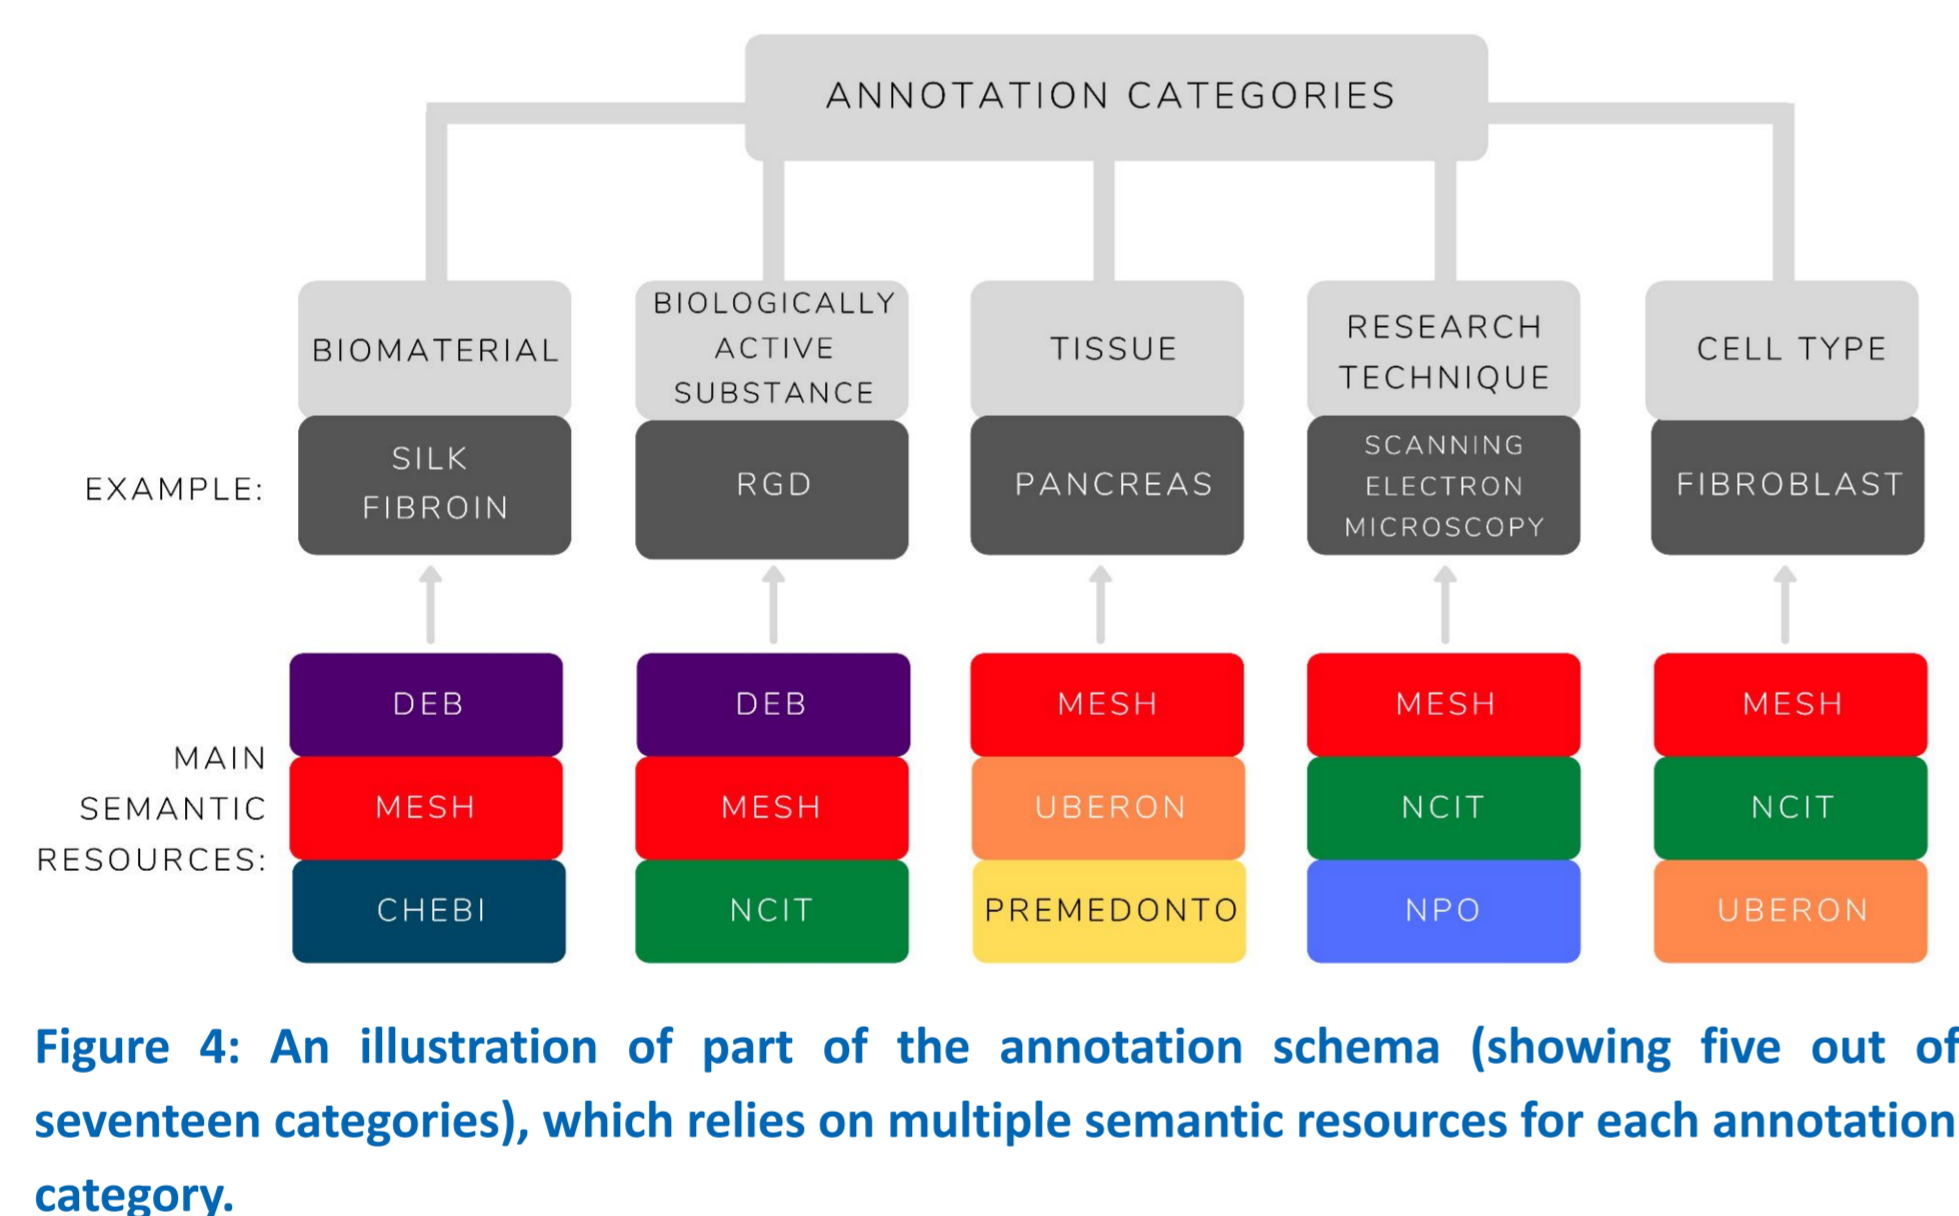 ANNOTATION CATEGORIES
BIOMATERIAL
BIOLOGICALLY
ACTIVE
SUBSTANCE
TISSUE
RESEARCH
TECHNIQUE
CELL TYPE
EXAMPLE:
SILK
FIBROIN
RGD
PANCREAS
SCANNING
ELECTRON
MICROSCOPY
FIBROBLAST
MAIN
SEMANTIC
RESOURCES:
DEB
MESH
CHEBI
DEB
MESH
NCIT
MESH
UBERON
PREMEDONTO
MESH
NCIT
NPO
MESH
NCIT
UBERON
Figure 4: An illustration of part of the annotation schema (showing five out of
seventeen categories), which relies on multiple semantic resources for each annotation
category.